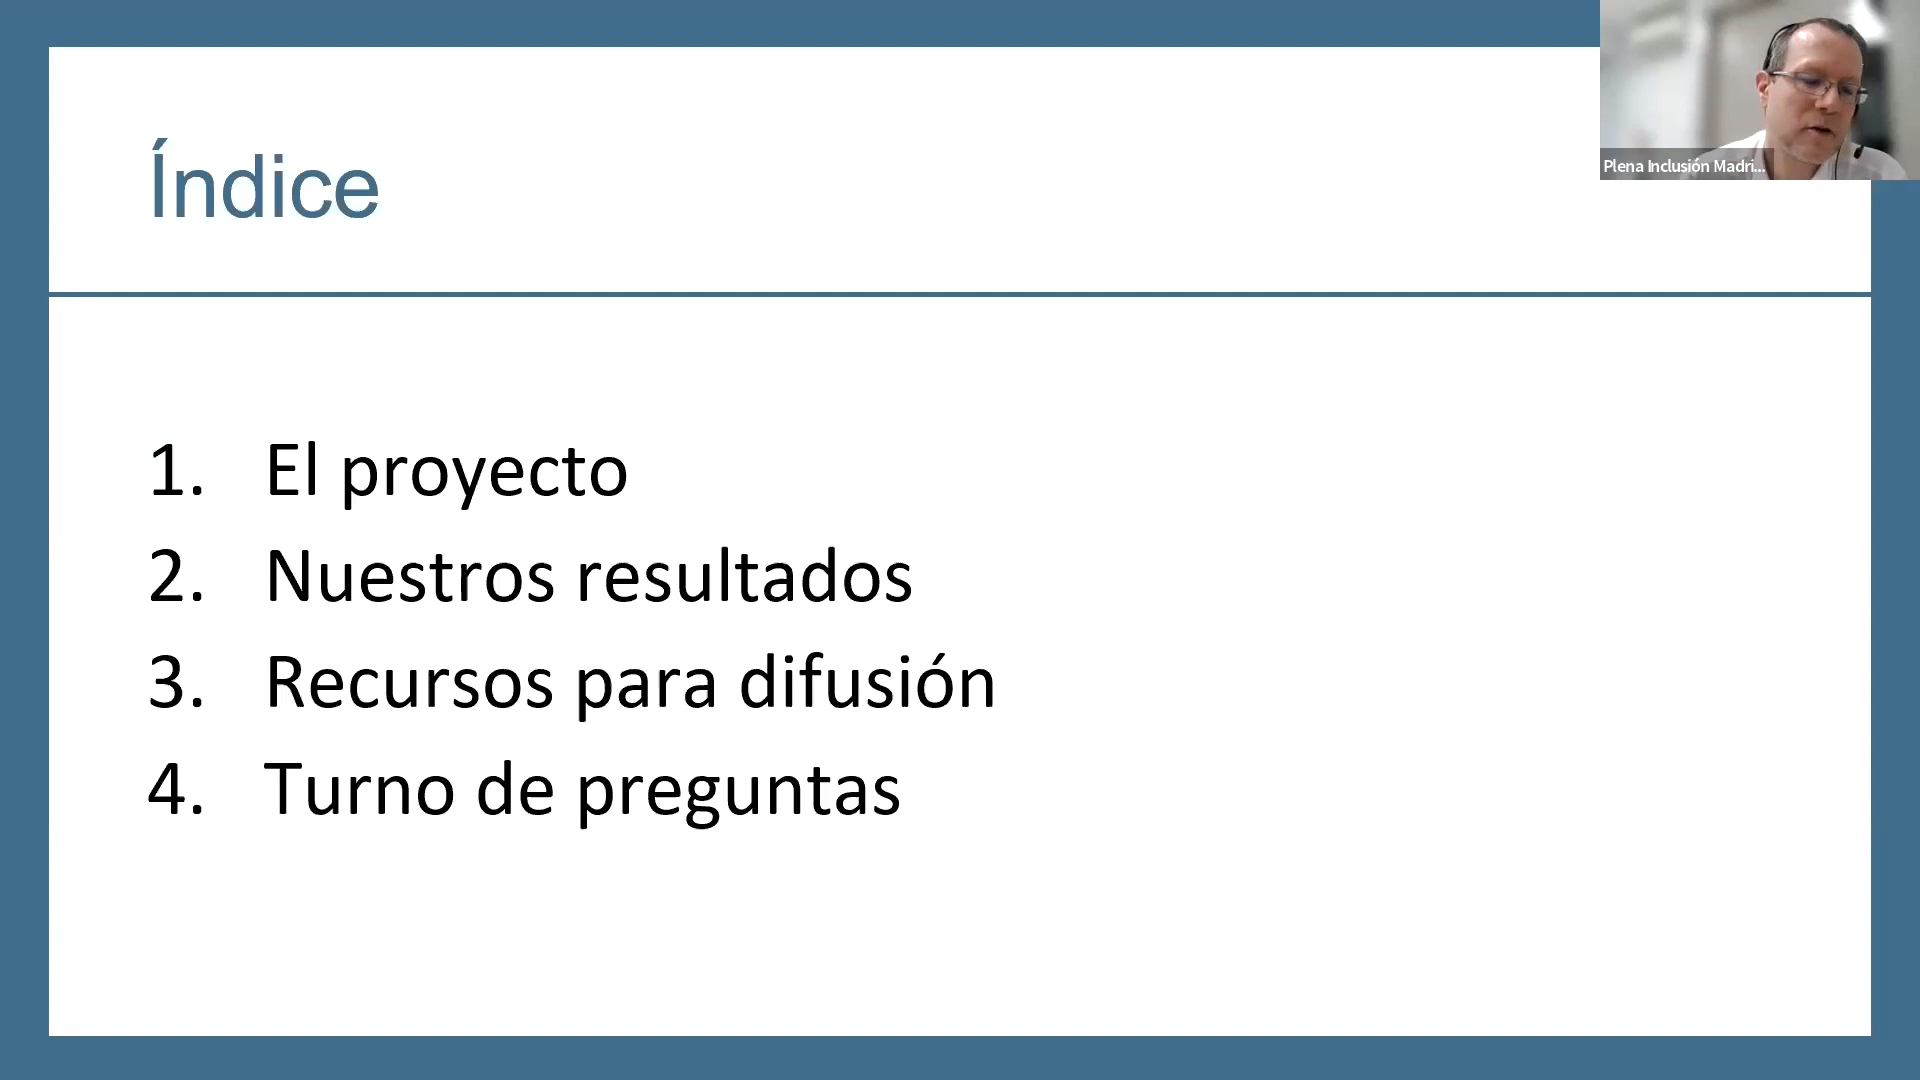 Índice
Plena Inclusión Madri...
1. El proyecto
2. Nuestros resultados
3. Recursos para difusión
4. Turno de preguntas